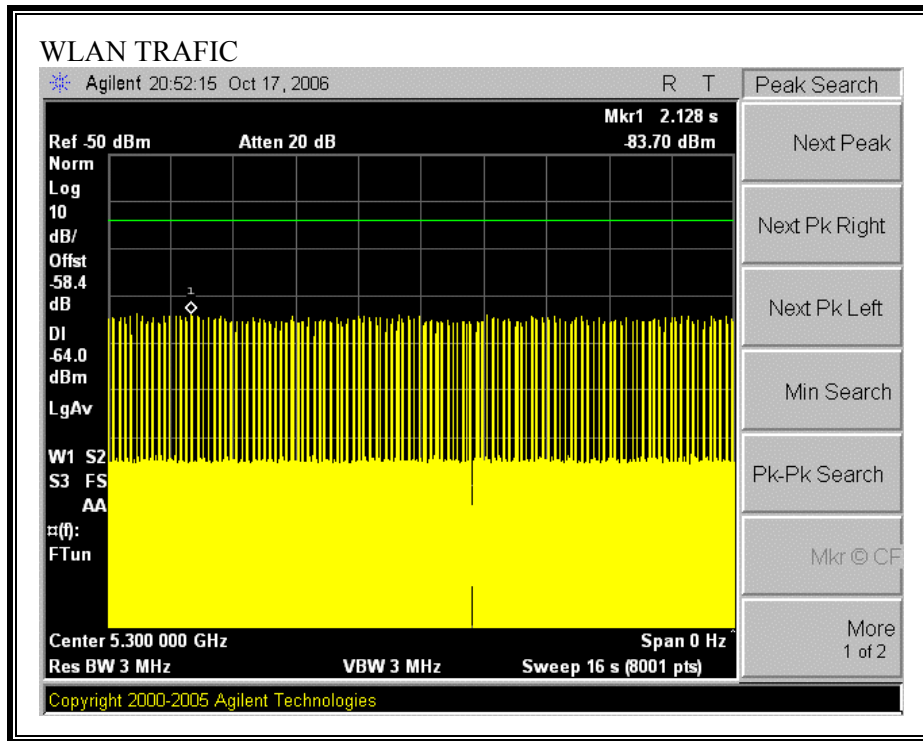 WLAN TRAFIC
Agilent 20:52:15 Oct 17, 2006 R T
Peak Search
Mkr1 2.128 s
Ref -50 dBm Atten 20 dB -83.70 dBm
Norm
Log
10
dB/
Offst
-58.4
dB
DI
-64.0
dBm
LgAv
W1 S2
S3 FS
AA
¤(f):
FTun
1
Center 5.300 000 GHz Span 0 Hz^
Res BW 3 MHz VBW 3 MHz Sweep 16 s (8001 pts)
Copyright 2000-2005 Agilent Technologies
Next Peak
Next Pk Right
Next Pk Left
Min Search
Pk-Pk Search
Mkr © CF
More
1 of 2